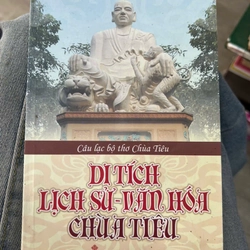 Câu lạc bộ thơ Chùa Tiêu
DI TÍCH
LỊCH SỬ-VĂN HÓA
CHÙA TIÊU